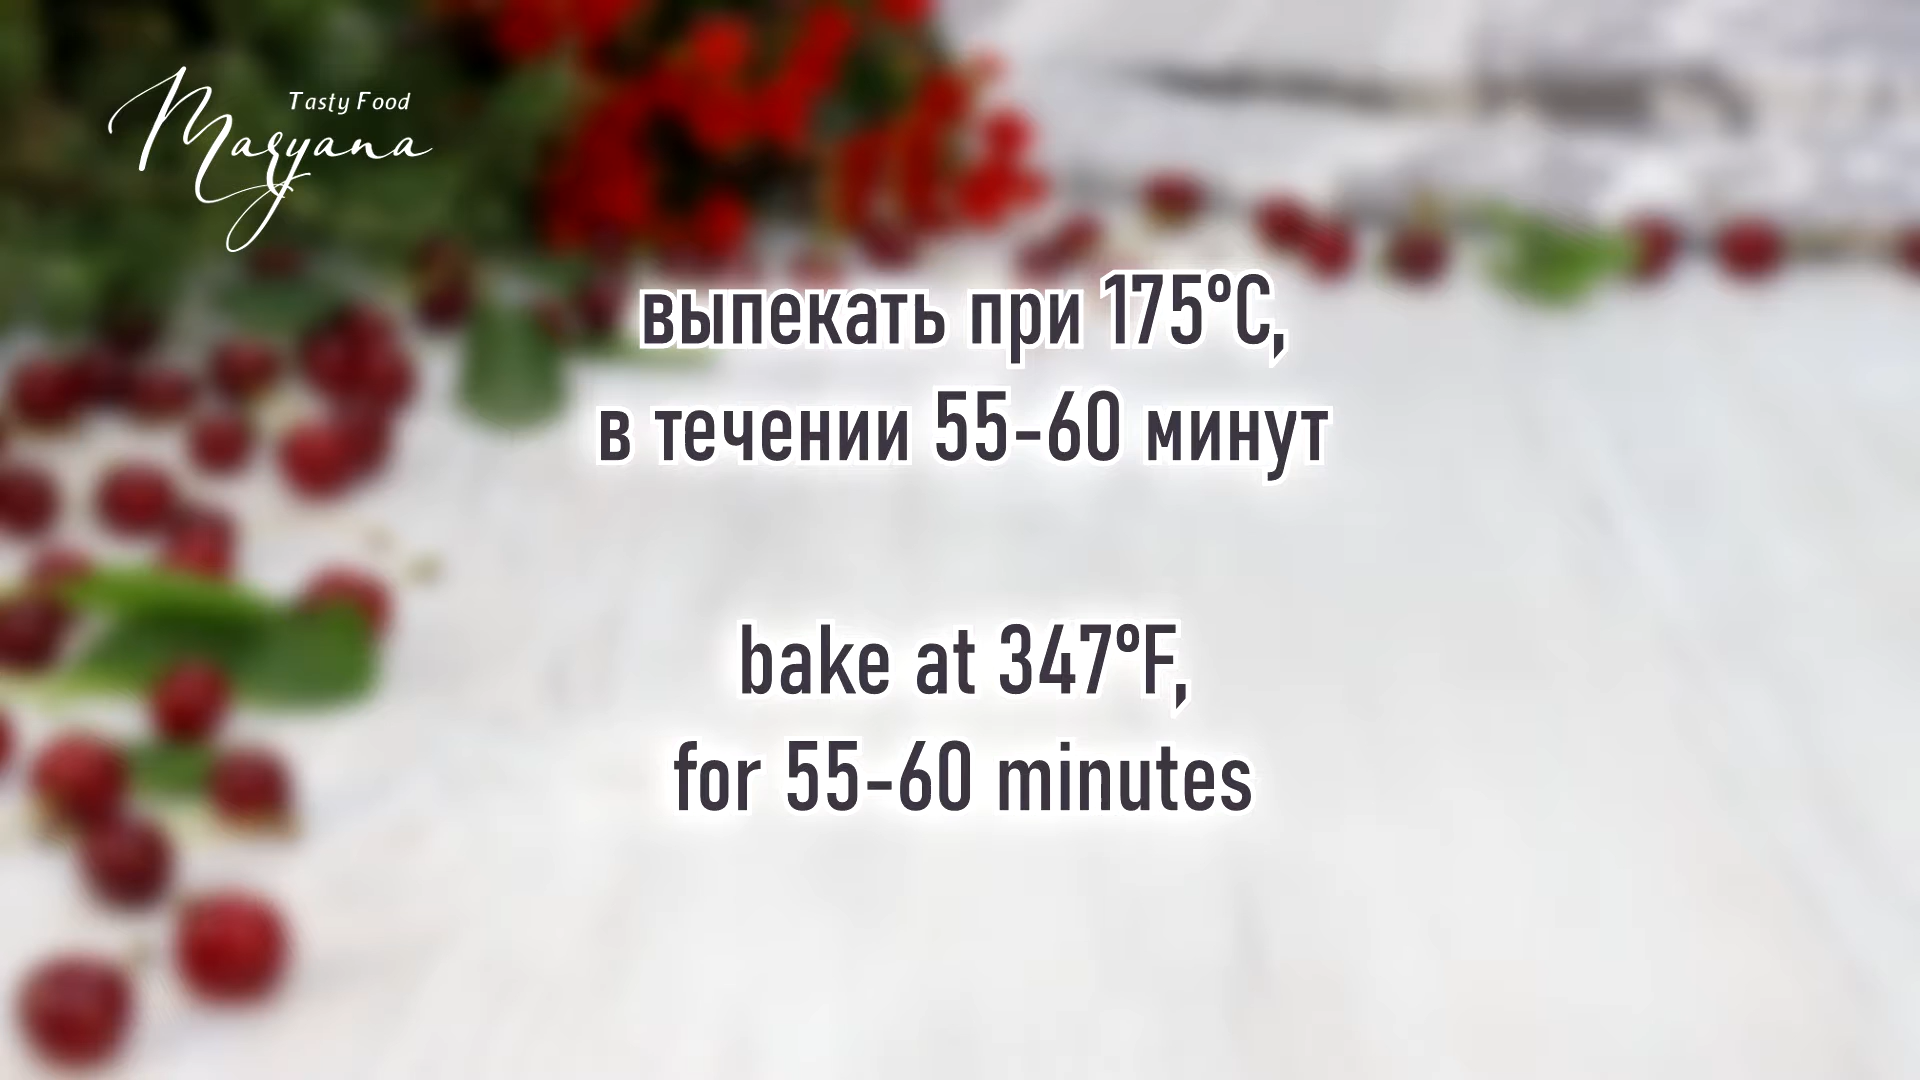 Tasty Food
Maryana
выпекать при 175°C,
в течении 55-60 минут
bake at 347°F,
for 55-60 minutes